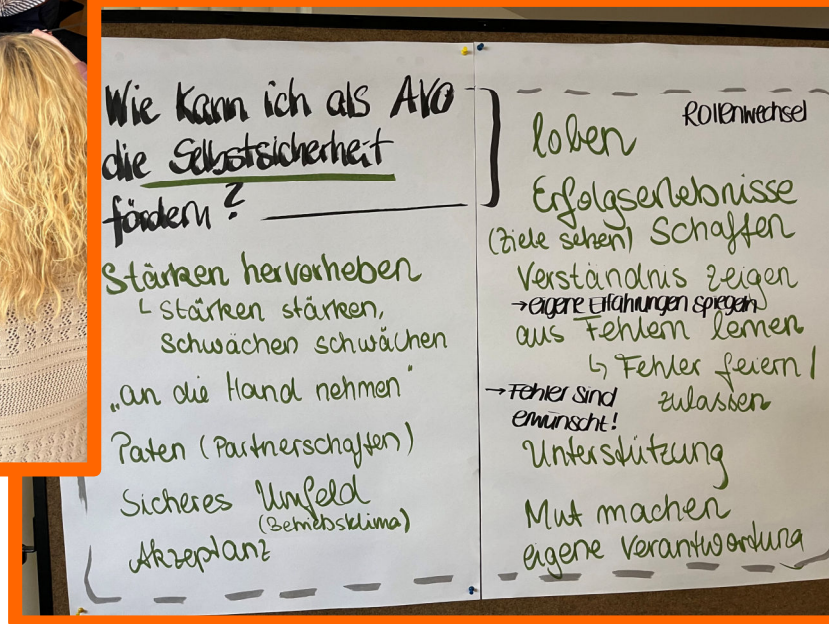 Wie kann ich als AVO
die Selbstsicherheit
fördern?
Stärken hervorheben
↳ Stärken stärken,
Schwächen schwächen
„an die Hand nehmen"
Paten (Partnerschaften)
Sicheres Umfeld
(Betriebsklima)
Akzeptanz
Rollenwechsel
loben
Erfolgserlebnisse
(Ziele setzen) schaffen
Verständnis zeigen
→ eigene Erfahrungen spiegeln
aus Fehlern lernen
↳ Fehler feiern /
zulassen
→ Fehler sind
erwünscht!
Unterstützung
Mut machen
eigene Verantwortung